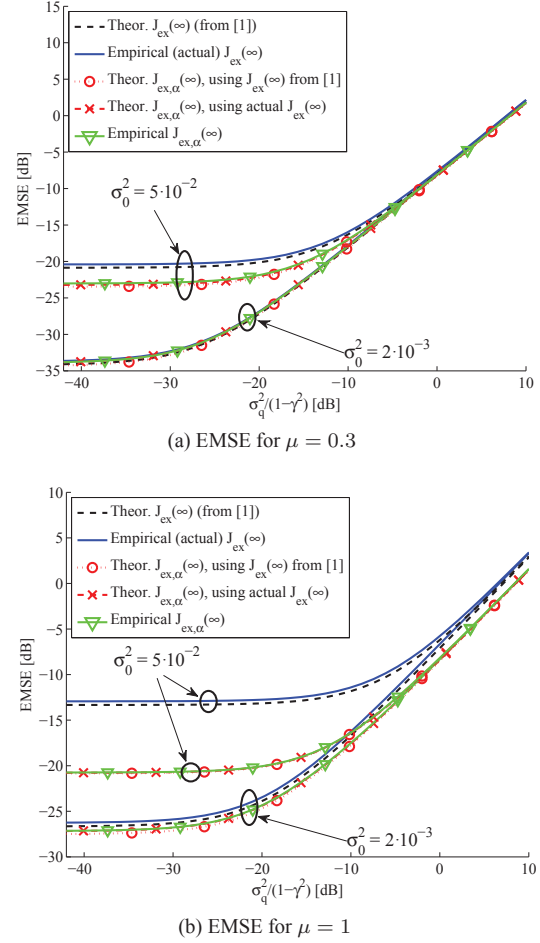 15
10
5
0
−5
−10
−15
−20
−25
−30
−35
EMSE [dB]
Theor. J_ex(∞) (from [1])
Empirical (actual) J_ex(∞)
Theor. J_ex,α(∞), using J_ex(∞) from [1]
Theor. J_ex,α(∞), using actual J_ex(∞)
Empirical J_ex,α(∞)
σ_0^2 = 5·10^−2
σ_0^2 = 2·10^−3
−40 −30 −20 −10 0 10
σ_q^2/(1−γ^2) [dB]
(a) EMSE for μ = 0.3
10
5
0
−5
−10
−15
−20
−25
−30
EMSE [dB]
Theor. J_ex(∞) (from [1])
Empirical (actual) J_ex(∞)
Theor. J_ex,α(∞), using J_ex(∞) from [1]
Theor. J_ex,α(∞), using actual J_ex(∞)
Empirical J_ex,α(∞)
σ_0^2 = 5·10^−2
σ_0^2 = 2·10^−3
−40 −30 −20 −10 0 10
σ_q^2/(1−γ^2) [dB]
(b) EMSE for μ = 1